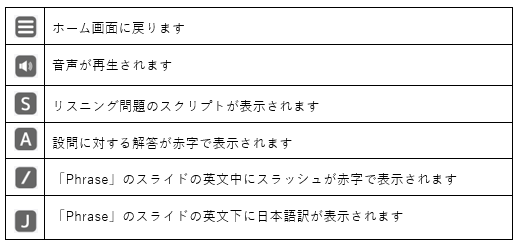 ホーム画面に戻ります
音声が再生されます
S リスニング問題のスクリプトが表示されます
A 設問に対する解答が赤字で表示されます
/ 「Phrase」のスライドの英文中にスラッシュが赤字で表示されます
J 「Phrase」のスライドの英文下に日本語訳が表示されます